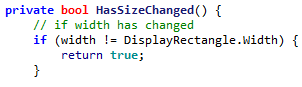 private bool HasSizeChanged() {
    // if width has changed
    if (width != DisplayRectangle.Width) {
        return true;
    }